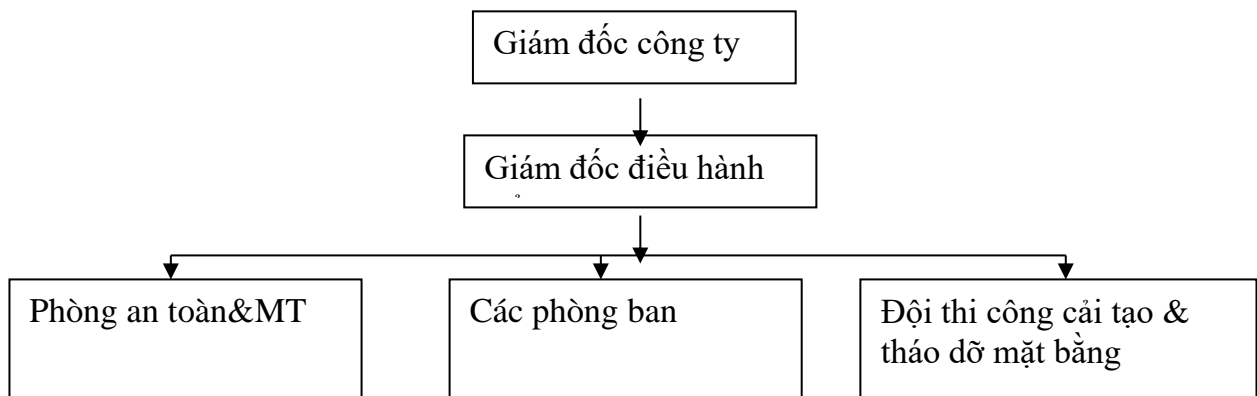 Giám đốc công ty
Giám đốc điều hành
Phòng an toàn&MT
Các phòng ban
Đội thi công cải tạo &
tháo dỡ mặt bằng